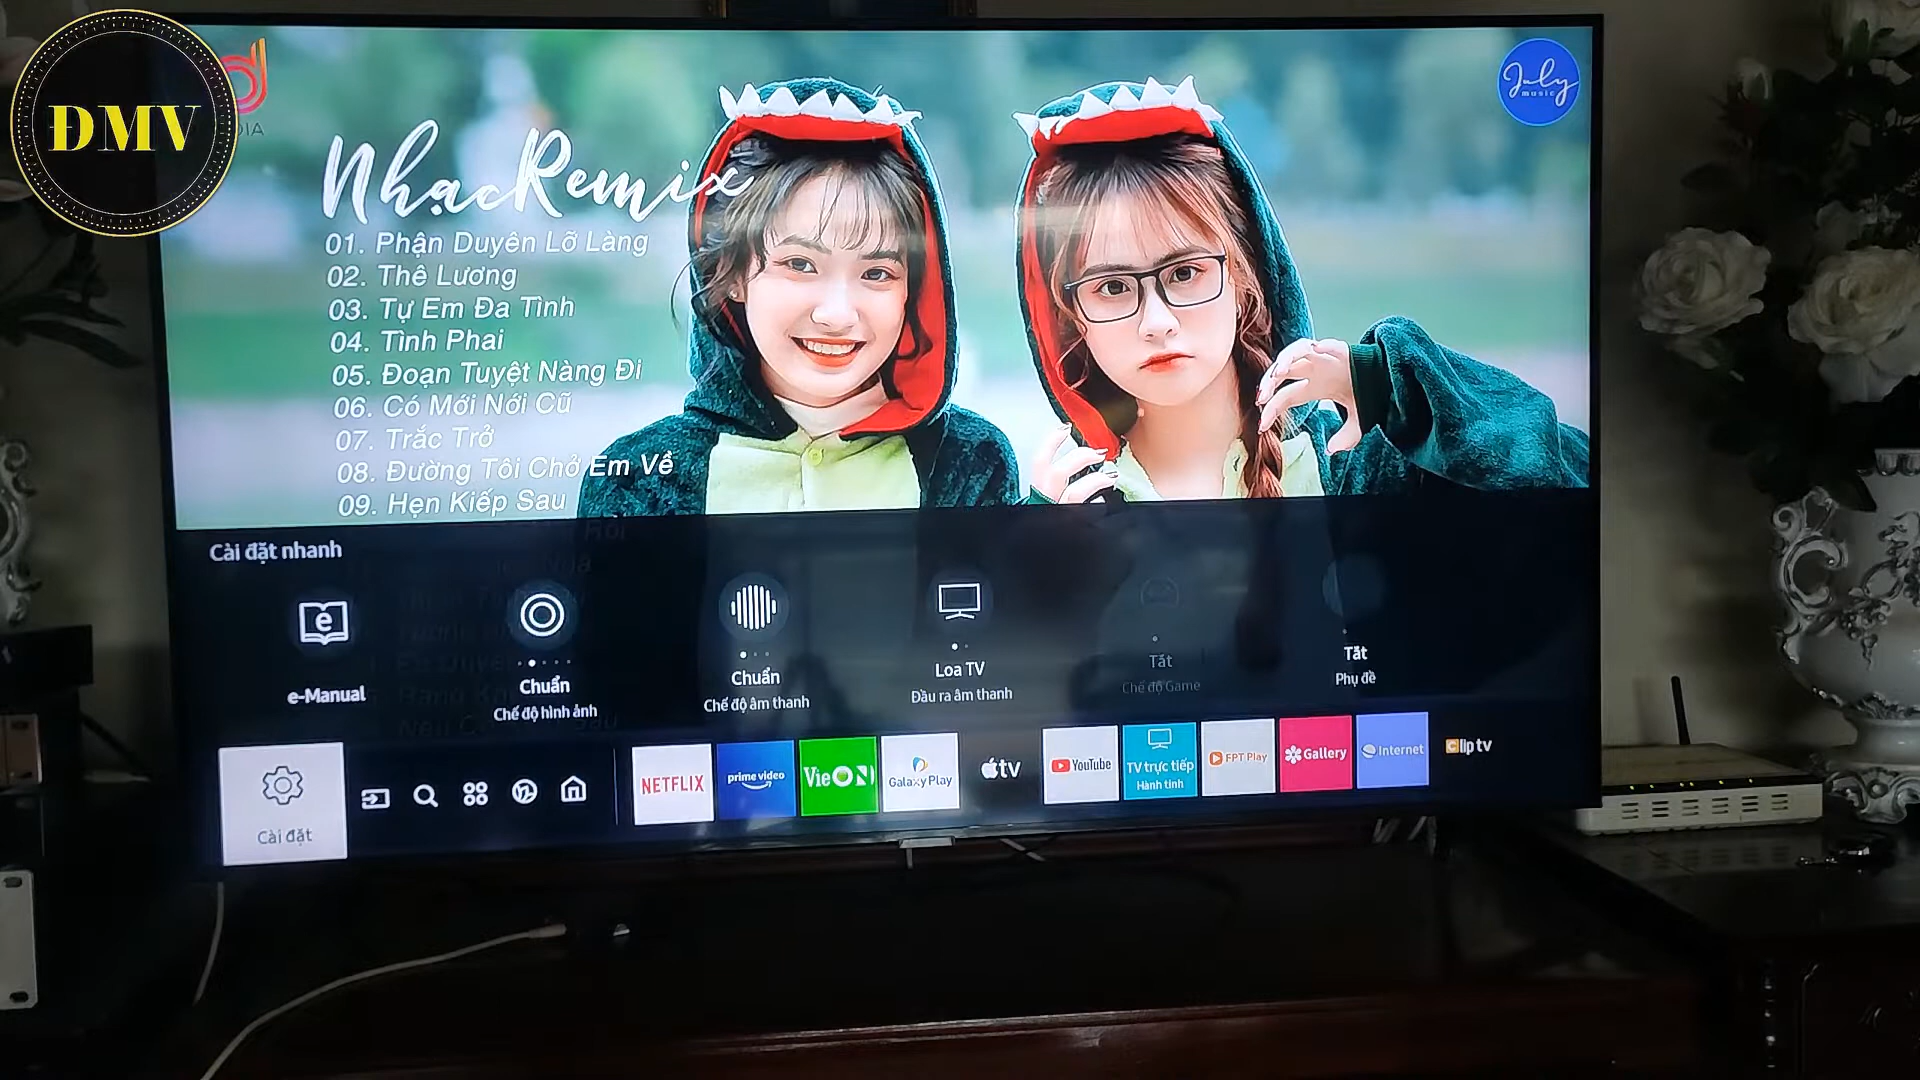 ĐMV
DIA
July
music
Nhạc Remix
01. Phận Duyên Lỡ Làng
02. Thê Lương
03. Tự Em Đa Tình
04. Tình Phai
05. Đoạn Tuyệt Nàng Đi
06. Có Mới Nới Cũ
07. Trắc Trở
08. Đường Tôi Chở Em Về
09. Hẹn Kiếp Sau
Cài đặt nhanh
e-Manual
Chuẩn
Chế độ hình ảnh
Chuẩn
Chế độ âm thanh
Loa TV
Đầu ra âm thanh
Tắt
Chế độ Game
Tắt
Phụ đề
Cài đặt
NETFLIX
prime video
VieON
Galaxy Play
tv
YouTube
TV trực tiếp
Hành tinh
FPT Play
Gallery
Internet
Clip tv